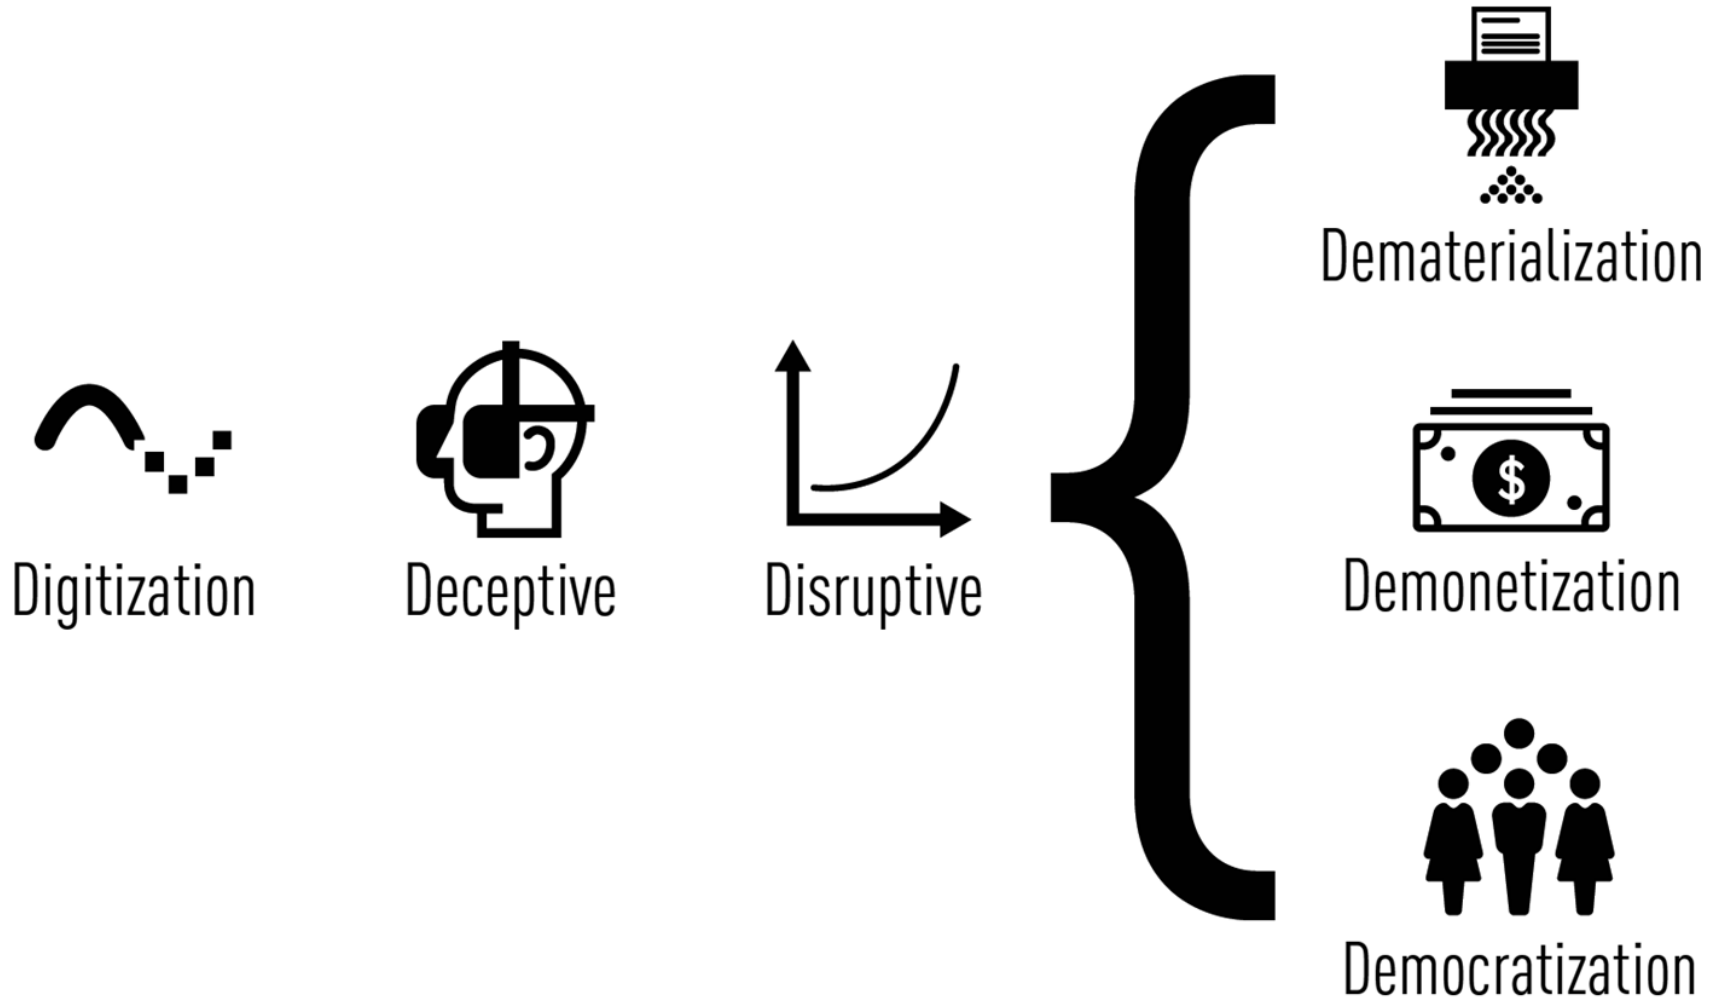 Digitization
Deceptive
Disruptive
Dematerialization
$
Demonetization
Democratization